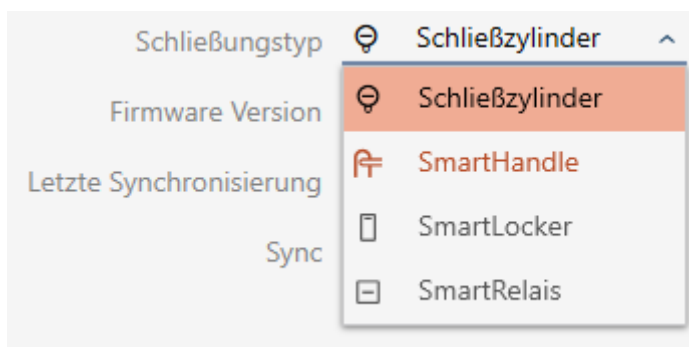 Schließungstyp Schließzylinder
Firmware Version Schließzylinder
SmartHandle
Letzte Synchronisierung
SmartLocker
Sync
SmartRelais